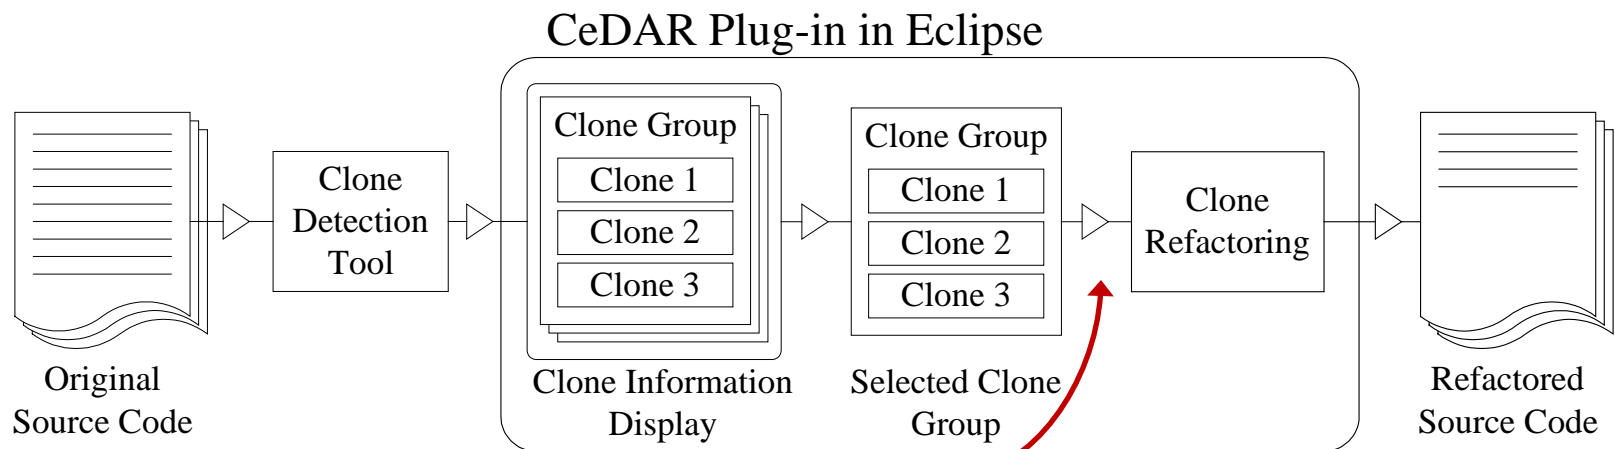 CeDAR Plug-in in Eclipse
Original
Source Code
Clone
Detection
Tool
Clone Group
Clone 1
Clone 2
Clone 3
Clone Information
Display
Clone Group
Clone 1
Clone 2
Clone 3
Selected Clone
Group
Clone
Refactoring
Refactored
Source Code